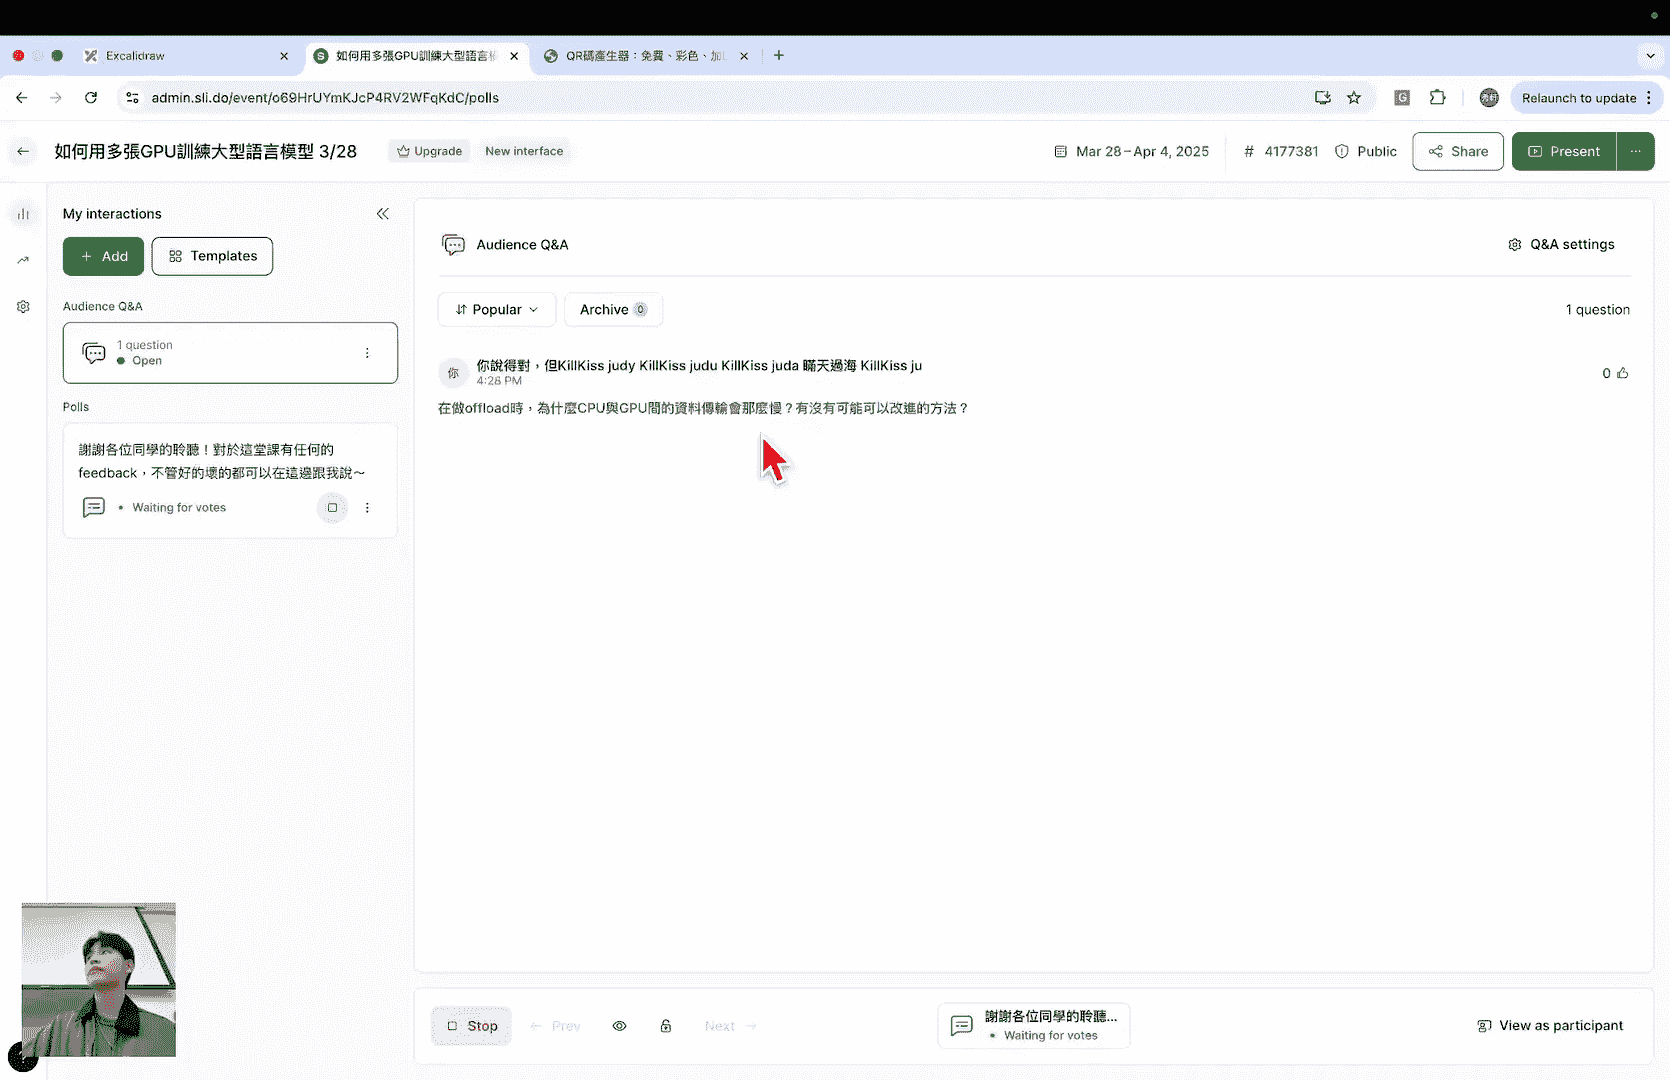 Excalidraw
如何用多張GPU訓練大型語言模
QR碼產生器：免費、彩色、加
admin.sli.do/event/o69HrUYmKJcP4RV2WFqKdC/polls
Relaunch to update
如何用多張GPU訓練大型語言模型 3/28
Upgrade
New interface
Mar 28 – Apr 4, 2025
# 4177381
Public
Share
Present
My interactions
Add
Templates
Audience Q&A
1 question
Open
Polls
謝謝各位同學的聆聽！對於這堂課有任何的
feedback，不管好的壞的都可以在這邊跟我說～
Waiting for votes
Audience Q&A
Q&A settings
Popular
Archive 0
1 question
你
你說得對，但KillKiss judy KillKiss judu KillKiss juda 瞞天過海 KillKiss ju
4:28 PM
0
在做offload時，為什麼CPU與GPU間的資料傳輸會那麼慢？有沒有可能可以改進的方法？
Stop
Prev
Next
謝謝各位同學的聆聽...
Waiting for votes
View as participant